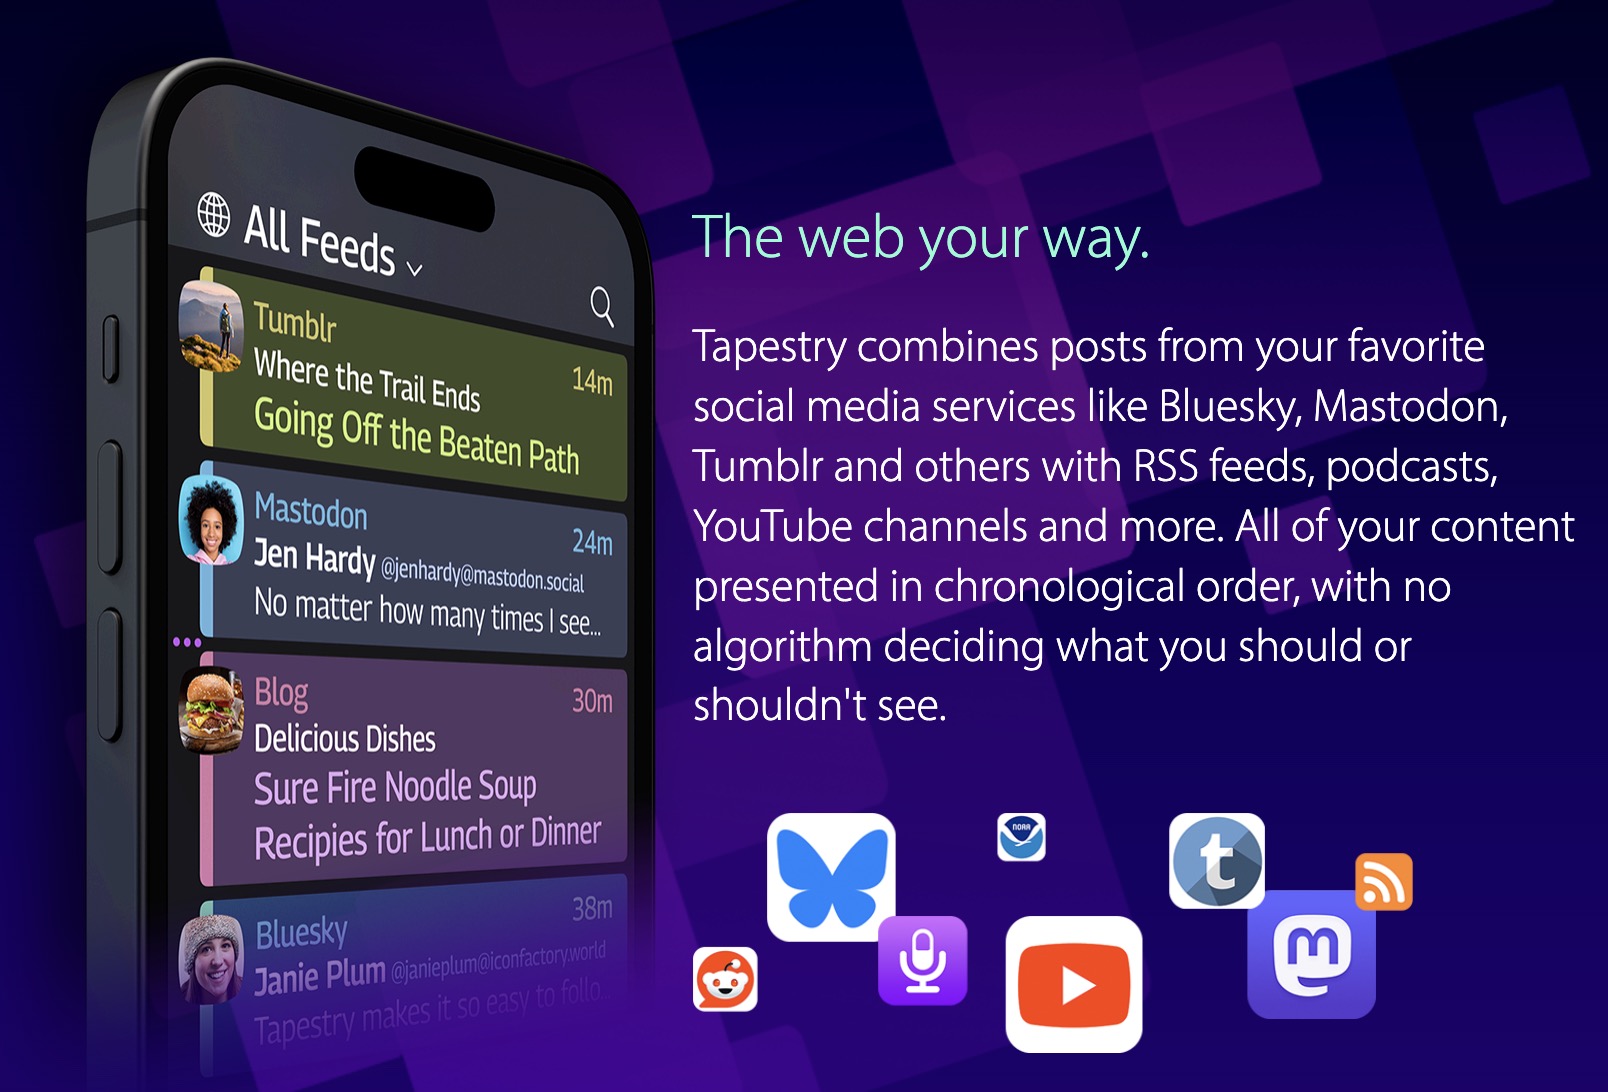 All Feeds
Tumblr
Where the Trail Ends
14m
Going Off the Beaten Path
Mastodon
24m
Jen Hardy @jenhardy@mastodon.social
No matter how many times I see...
Blog
30m
Delicious Dishes
Sure Fire Noodle Soup
Recipies for Lunch or Dinner
38m
Bluesky
Janie Plum @janieplum@iconfactory.world
Tapestry makes it so easy to follo...
The web your way.
Tapestry combines posts from your favorite
social media services like Bluesky, Mastodon,
Tumblr and others with RSS feeds, podcasts,
YouTube channels and more. All of your content
presented in chronological order, with no
algorithm deciding what you should or
shouldn't see.
NOAA
t
m